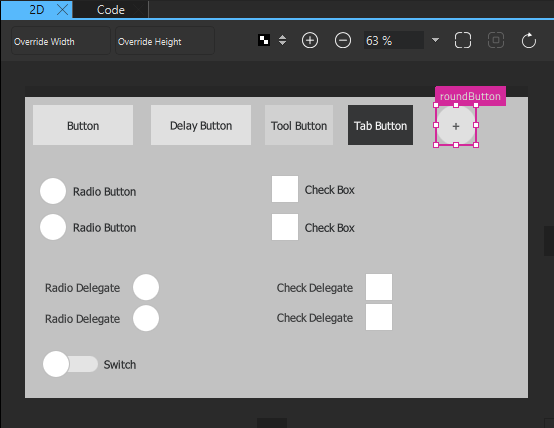 2D Code
Override Width Override Height 63 %
roundButton
Button Delay Button Tool Button Tab Button +
Radio Button Check Box
Radio Button Check Box
Radio Delegate Check Delegate
Radio Delegate Check Delegate
Switch